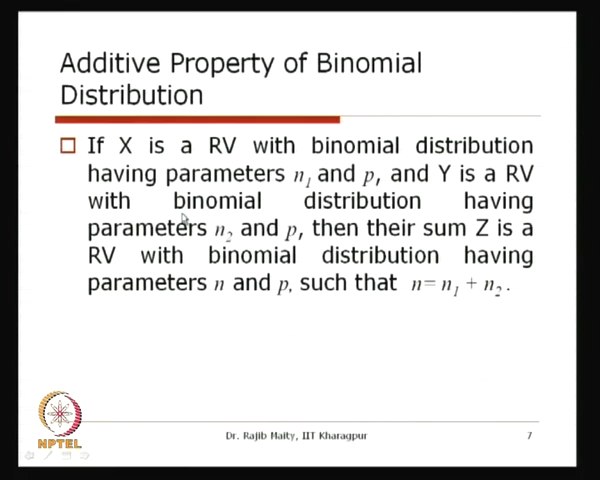 Additive Property of Binomial
Distribution
If X is a RV with binomial distribution
having parameters n1 and p, and Y is a RV
with binomial distribution having
parameters n2 and p, then their sum Z is a
RV with binomial distribution having
parameters n and p, such that n= n1 + n2.
NPTEL
Dr. Rajib Maity, IIT Kharagpur
7